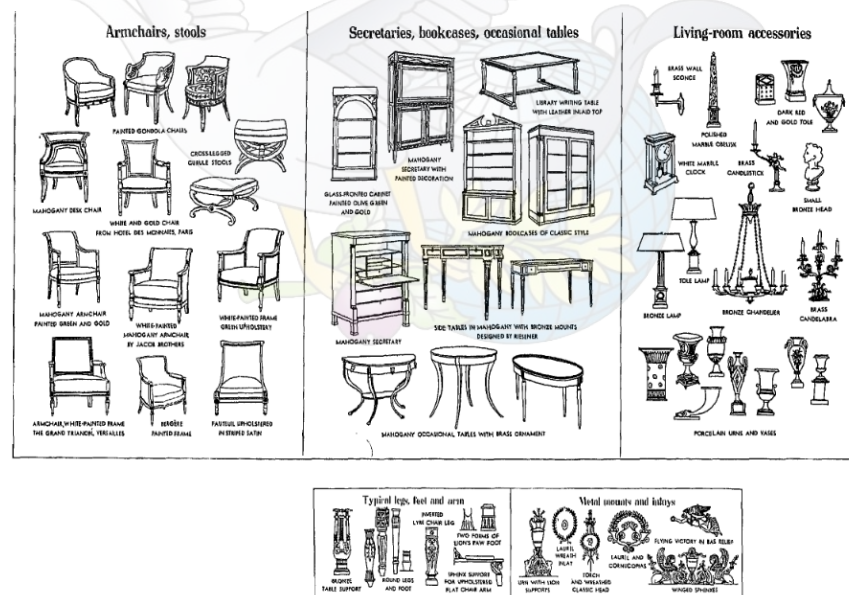 Armchairs, stools
PAINTED GONDOLA CHAIRS
CROSS-LEGGED
CURULE STOOLS
MAHOGANY DESK CHAIR
WHITE AND GOLD CHAIR
FROM HOTEL DES MONNAIES, PARIS
MAHOGANY ARMCHAIR
PAINTED GREEN AND GOLD
WHITE-PAINTED
MAHOGANY ARMCHAIR
BY JACOB BROTHERS
WHITE-PAINTED FRAME
GREEN UPHOLSTERY
ARMCHAIR, WHITE-PAINTED FRAME
THE GRAND TRIANON, VERSAILLES
BERGÈRE
PAINTED FRAME
FAUTEUIL UPHOLSTERED
IN STRIPED SATIN
Secretaries, bookcases, occasional tables
LIBRARY WRITING TABLE
WITH LEATHER INLAID TOP
MAHOGANY
SECRETARY WITH
PAINTED DECORATION
GLASS-FRONTED CABINET
PAINTED OLIVE GREEN
AND GOLD
MAHOGANY BOOKCASES OF CLASSIC STYLE
MAHOGANY SECRETARY
SIDE TABLES IN MAHOGANY WITH BRONZE MOUNTS
DESIGNED BY RIESENER
MAHOGANY OCCASIONAL TABLES WITH BRASS ORNAMENT
Living-room accessories
BRASS WALL
SCONCE
POLISHED
MARBLE OBELISK
DARK RED
AND GOLD TOLE
WHITE MARBLE
CLOCK
BRASS
CANDLESTICK
SMALL
BRONZE HEAD
TOLE LAMP
BRONZE LAMP
BRONZE CHANDELIER
BRASS
CANDELABRA
PORCELAIN URNS AND VASES
Typical legs, feet and arm
BRONZE
TABLE SUPPORT
ROUND LEGS
AND FOOT
INVERTED
LYRE CHAIR LEG
TWO FORMS OF
LION'S PAW FOOT
SPHINX SUPPORT
FOR UPHOLSTERED
FLAT CHAIR ARM
Metal mounts and inlays
URN WITH LION
SUPPORTS
LAUREL
WREATH
INLAY
TORCH
AND WREATHED
CLASSIC HEAD
LAUREL AND
CORNUCOPIAS
FLYING VICTORY IN BAS RELIEF
WINGED SPHINXES